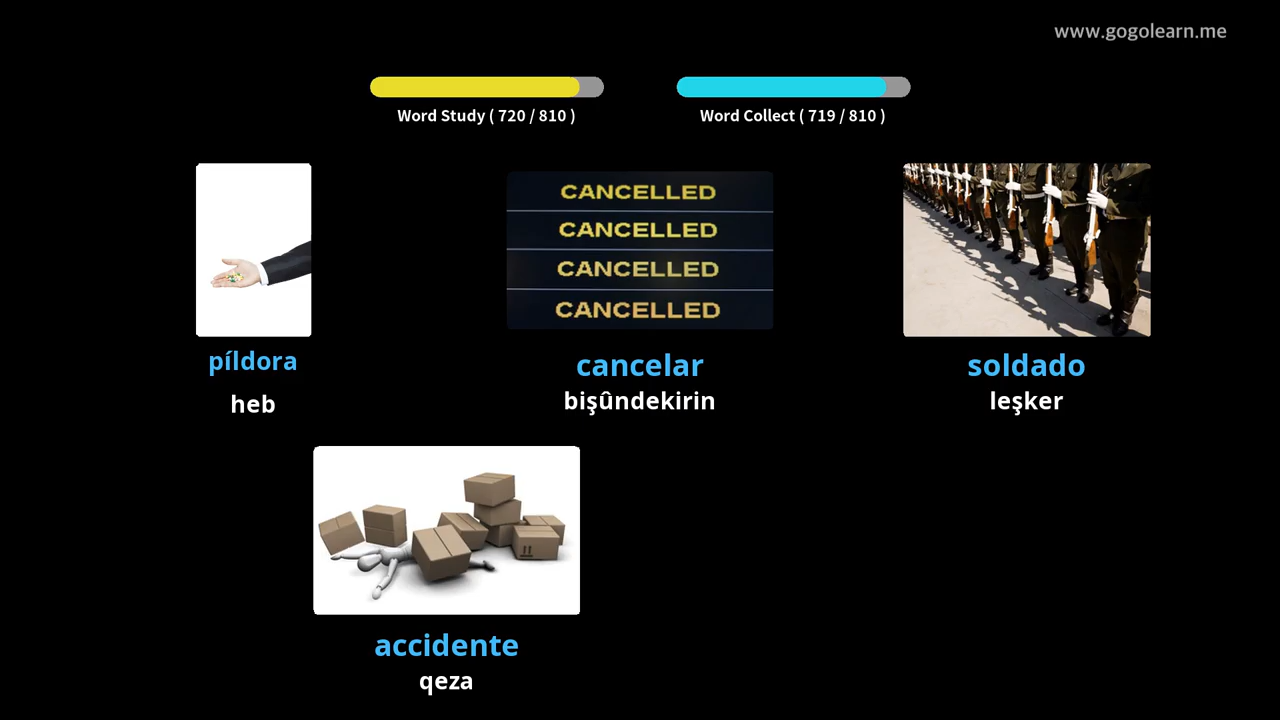 www.gogolearn.me
Word Study ( 720 / 810 )
Word Collect ( 719 / 810 )
CANCELLED
CANCELLED
CANCELLED
CANCELLED
píldora
heb
cancelar
bişûndekirin
soldado
leşker
accidente
qeza